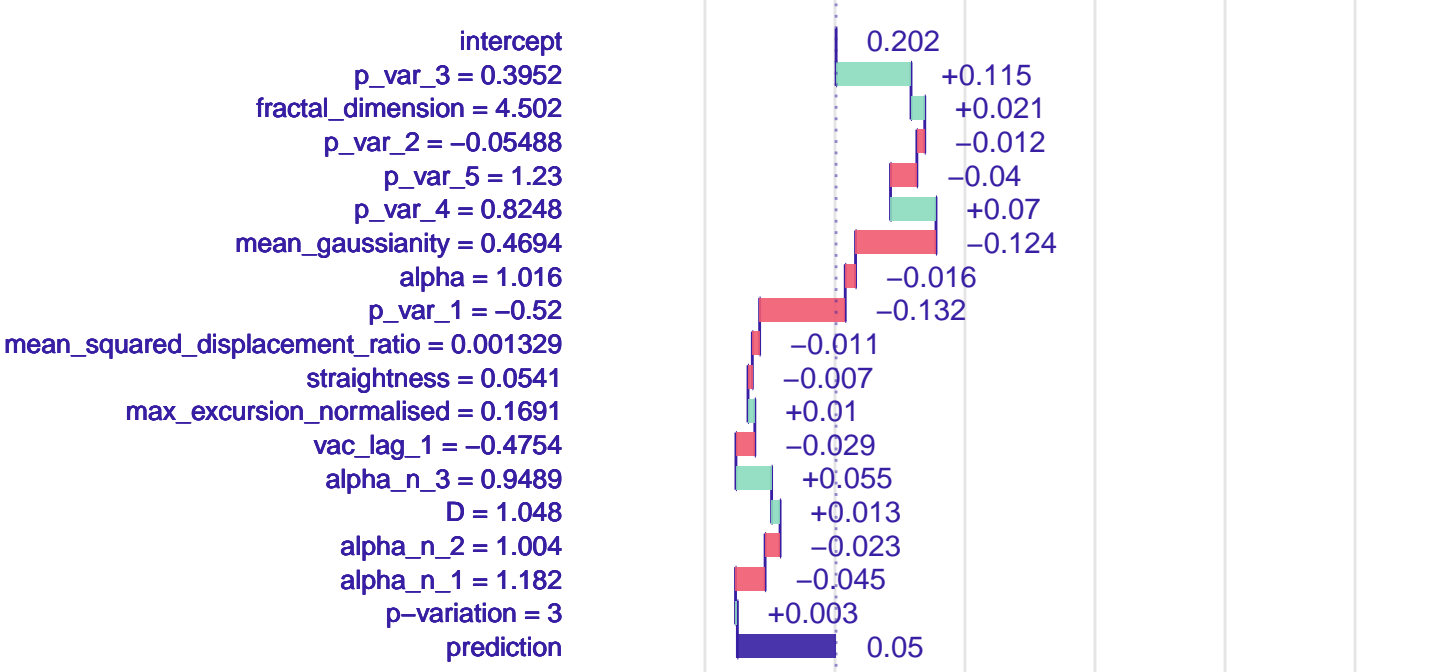 intercept 0.202
p_var_3 = 0.3952 +0.115
fractal_dimension = 4.502 +0.021
p_var_2 = −0.05488 −0.012
p_var_5 = 1.23 −0.04
p_var_4 = 0.8248 +0.07
mean_gaussianity = 0.4694 −0.124
alpha = 1.016 −0.016
p_var_1 = −0.52 −0.132
mean_squared_displacement_ratio = 0.001329 −0.011
straightness = 0.0541 −0.007
max_excursion_normalised = 0.1691 +0.01
vac_lag_1 = −0.4754 −0.029
alpha_n_3 = 0.9489 +0.055
D = 1.048 +0.013
alpha_n_2 = 1.004 −0.023
alpha_n_1 = 1.182 −0.045
p−variation = 3 +0.003
prediction 0.05